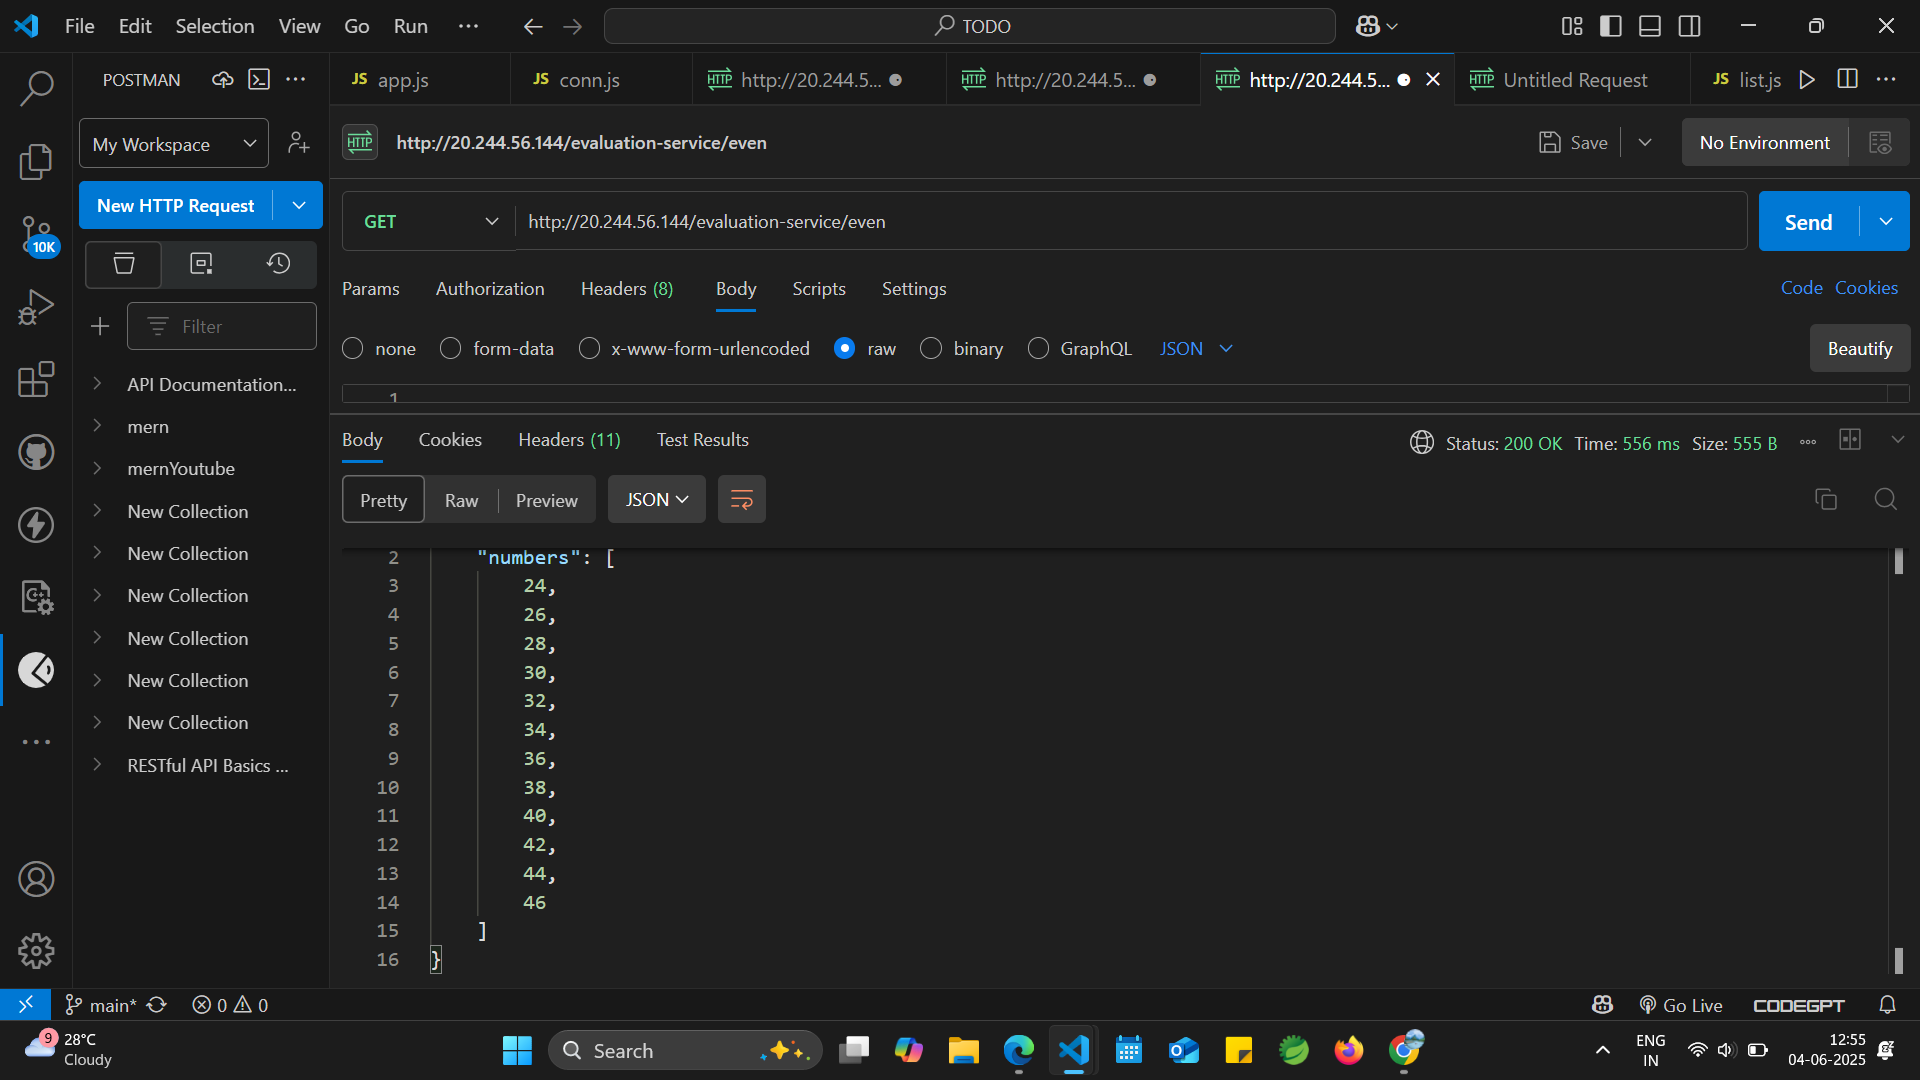 File Edit Selection View Go Run
TODO
POSTMAN
JS app.js
JS conn.js
HTTP http://20.244.5...
HTTP http://20.244.5...
HTTP http://20.244.5...
HTTP Untitled Request
JS list.js
My Workspace
New HTTP Request
10K
Filter
API Documentation...
mern
mernYoutube
New Collection
New Collection
New Collection
New Collection
New Collection
New Collection
RESTful API Basics ...
HTTP http://20.244.56.144/evaluation-service/even
Save
No Environment
GET http://20.244.56.144/evaluation-service/even
Send
Params Authorization Headers (8) Body Scripts Settings
Code Cookies
none form-data x-www-form-urlencoded raw binary GraphQL JSON
Beautify
1
Body Cookies Headers (11) Test Results
Status: 200 OK Time: 556 ms Size: 555 B
Pretty Raw Preview JSON
2 "numbers": [
3 24,
4 26,
5 28,
6 30,
7 32,
8 34,
9 36,
10 38,
11 40,
12 42,
13 44,
14 46
15 ]
16 }
main* 0 0
Go Live CODEGPT
9
28°C
Cloudy
Search
ENG
IN
12:55
04-06-2025